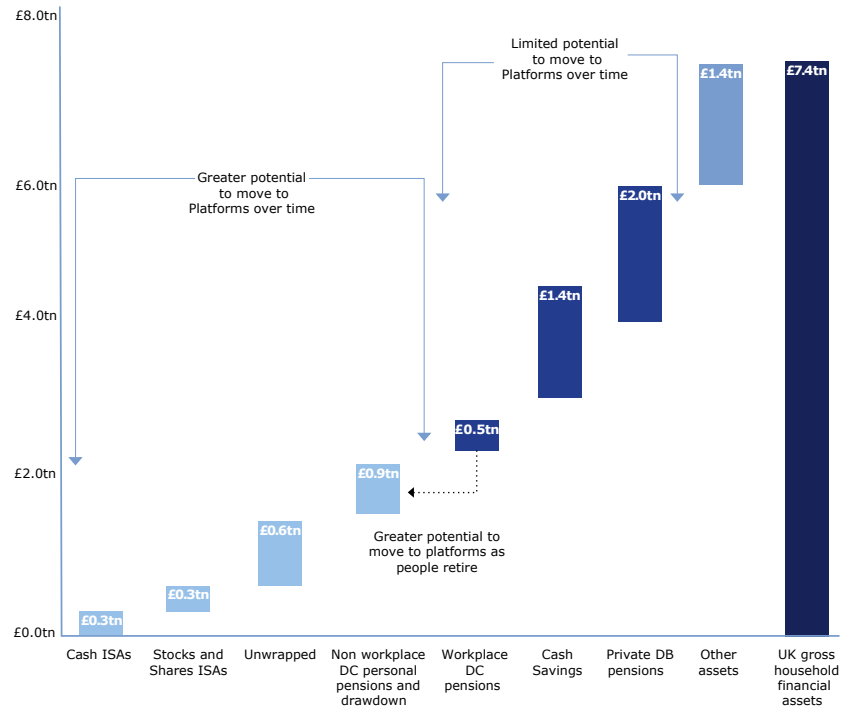 £8.0tn
£6.0tn
£4.0tn
£2.0tn
£0.0tn
Limited potential
to move to
Platforms over time
Greater potential
to move to
Platforms over time
Greater potential to
move to platforms as
people retire
£0.3tn
£0.3tn
£0.6tn
£0.9tn
£0.5tn
£1.4tn
£2.0tn
£1.4tn
£7.4tn
Cash ISAs
Stocks and
Shares ISAs
Unwrapped
Non workplace
DC personal
pensions and
drawdown
Workplace
DC
pensions
Cash
Savings
Private DB
pensions
Other
assets
UK gross
household
financial
assets